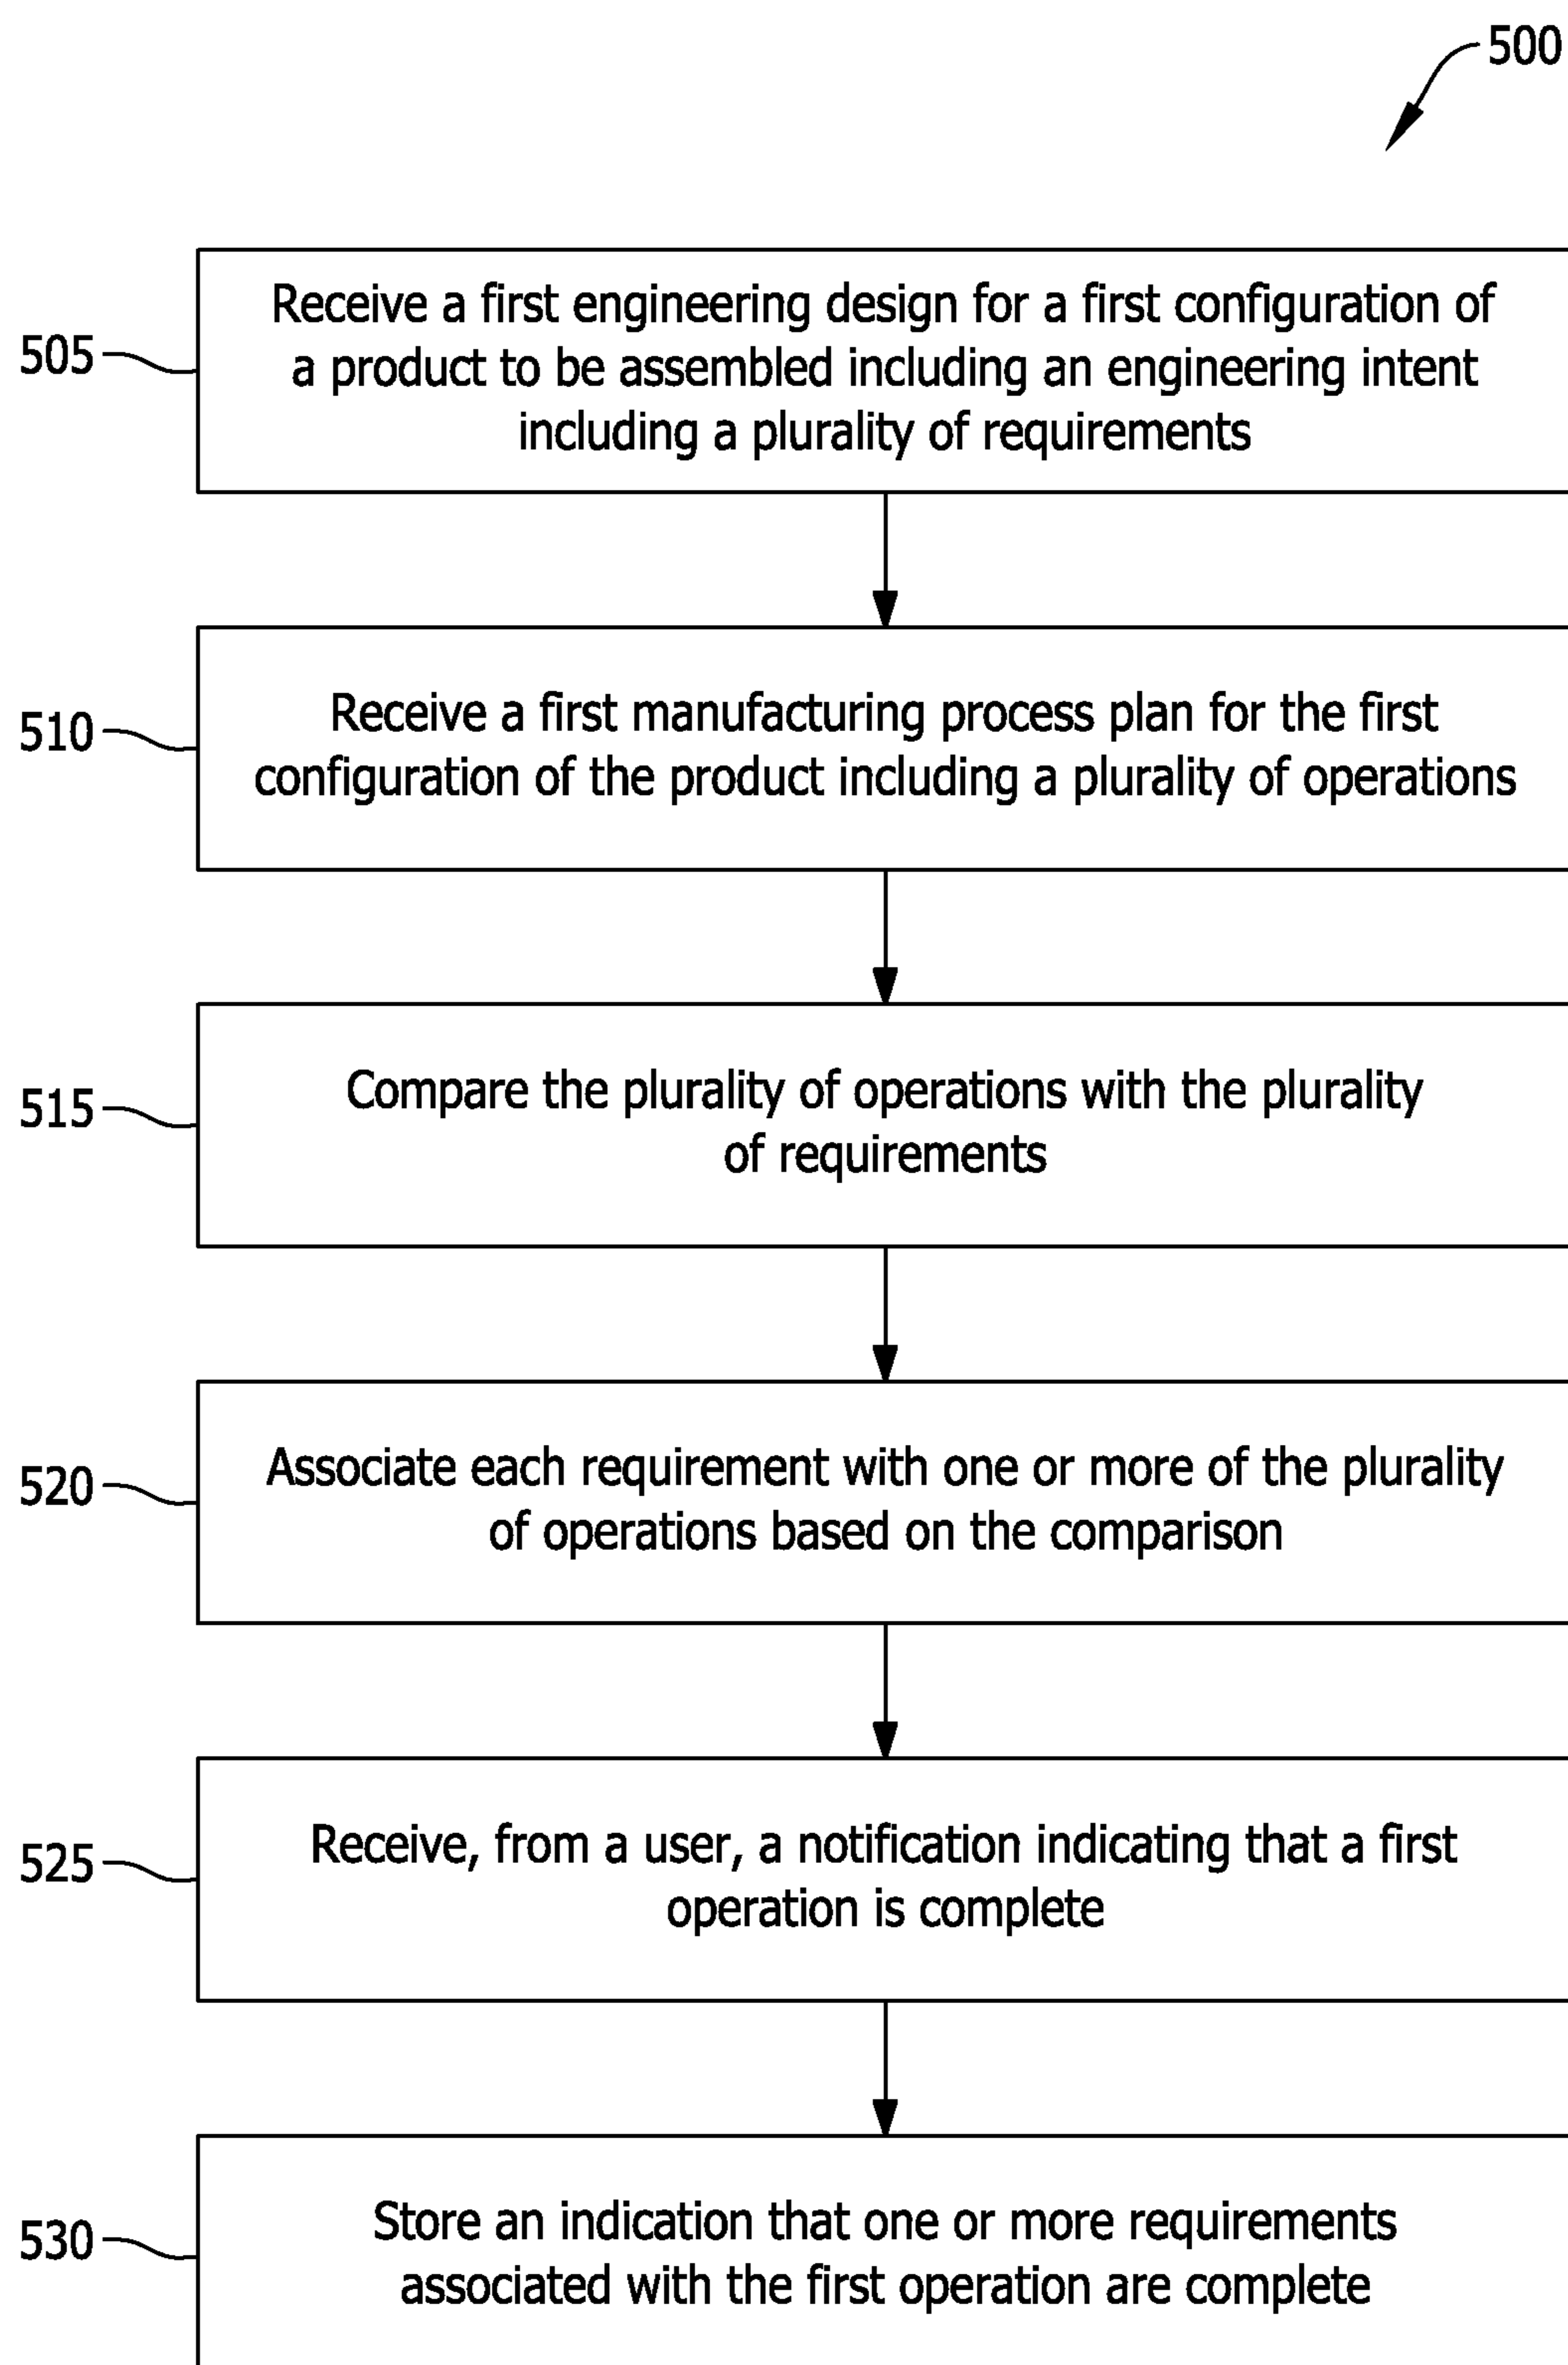 500
505
Receive a first engineering design for a first configuration of
a product to be assembled including an engineering intent
including a plurality of requirements
510
Receive a first manufacturing process plan for the first
configuration of the product including a plurality of operations
515
Compare the plurality of operations with the plurality
of requirements
520
Associate each requirement with one or more of the plurality
of operations based on the comparison
525
Receive, from a user, a notification indicating that a first
operation is complete
530
Store an indication that one or more requirements
associated with the first operation are complete